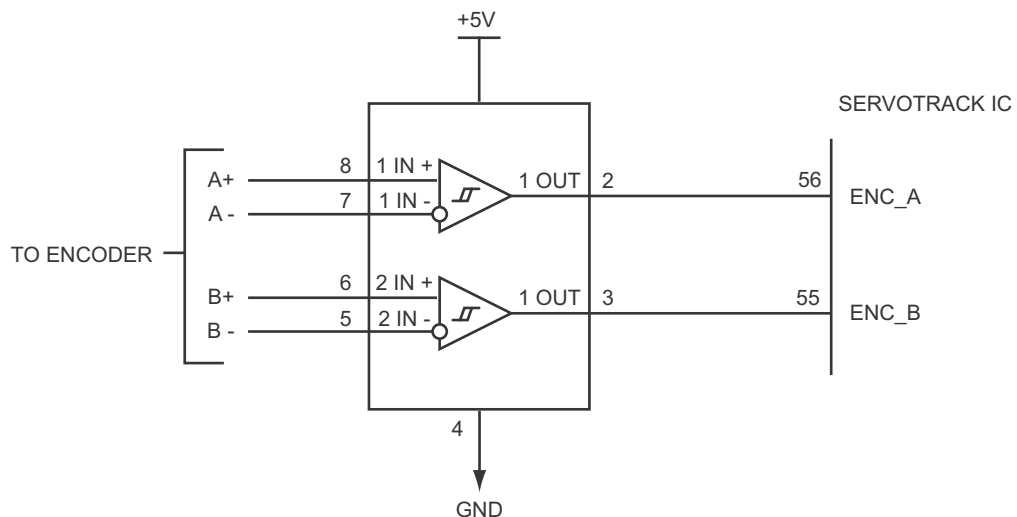 +5V
SERVOTRACK IC
TO ENCODER
A+ 8 1 IN + 1 OUT 2 56 ENC_A
A - 7 1 IN -
B+ 6 2 IN + 1 OUT 3 55 ENC_B
B - 5 2 IN -
4
GND